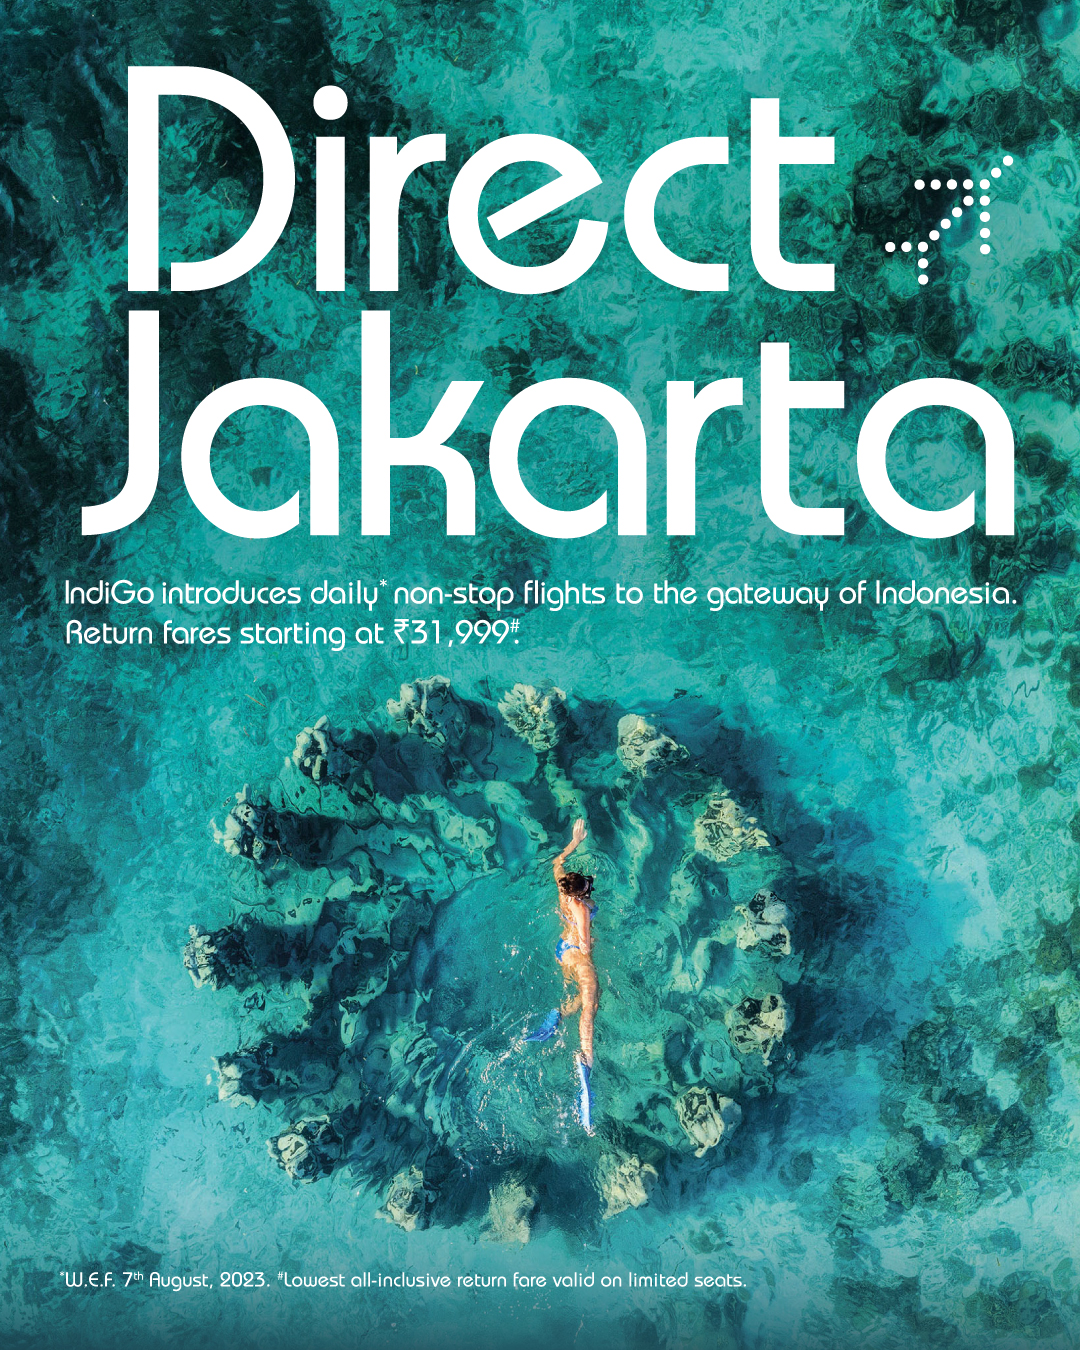 Direct
Jakarta
IndiGo introduces daily* non-stop flights to the gateway of Indonesia.
Return fares starting at ₹31,999#.
*W.E.F. 7th August, 2023. #Lowest all-inclusive return fare valid on limited seats.